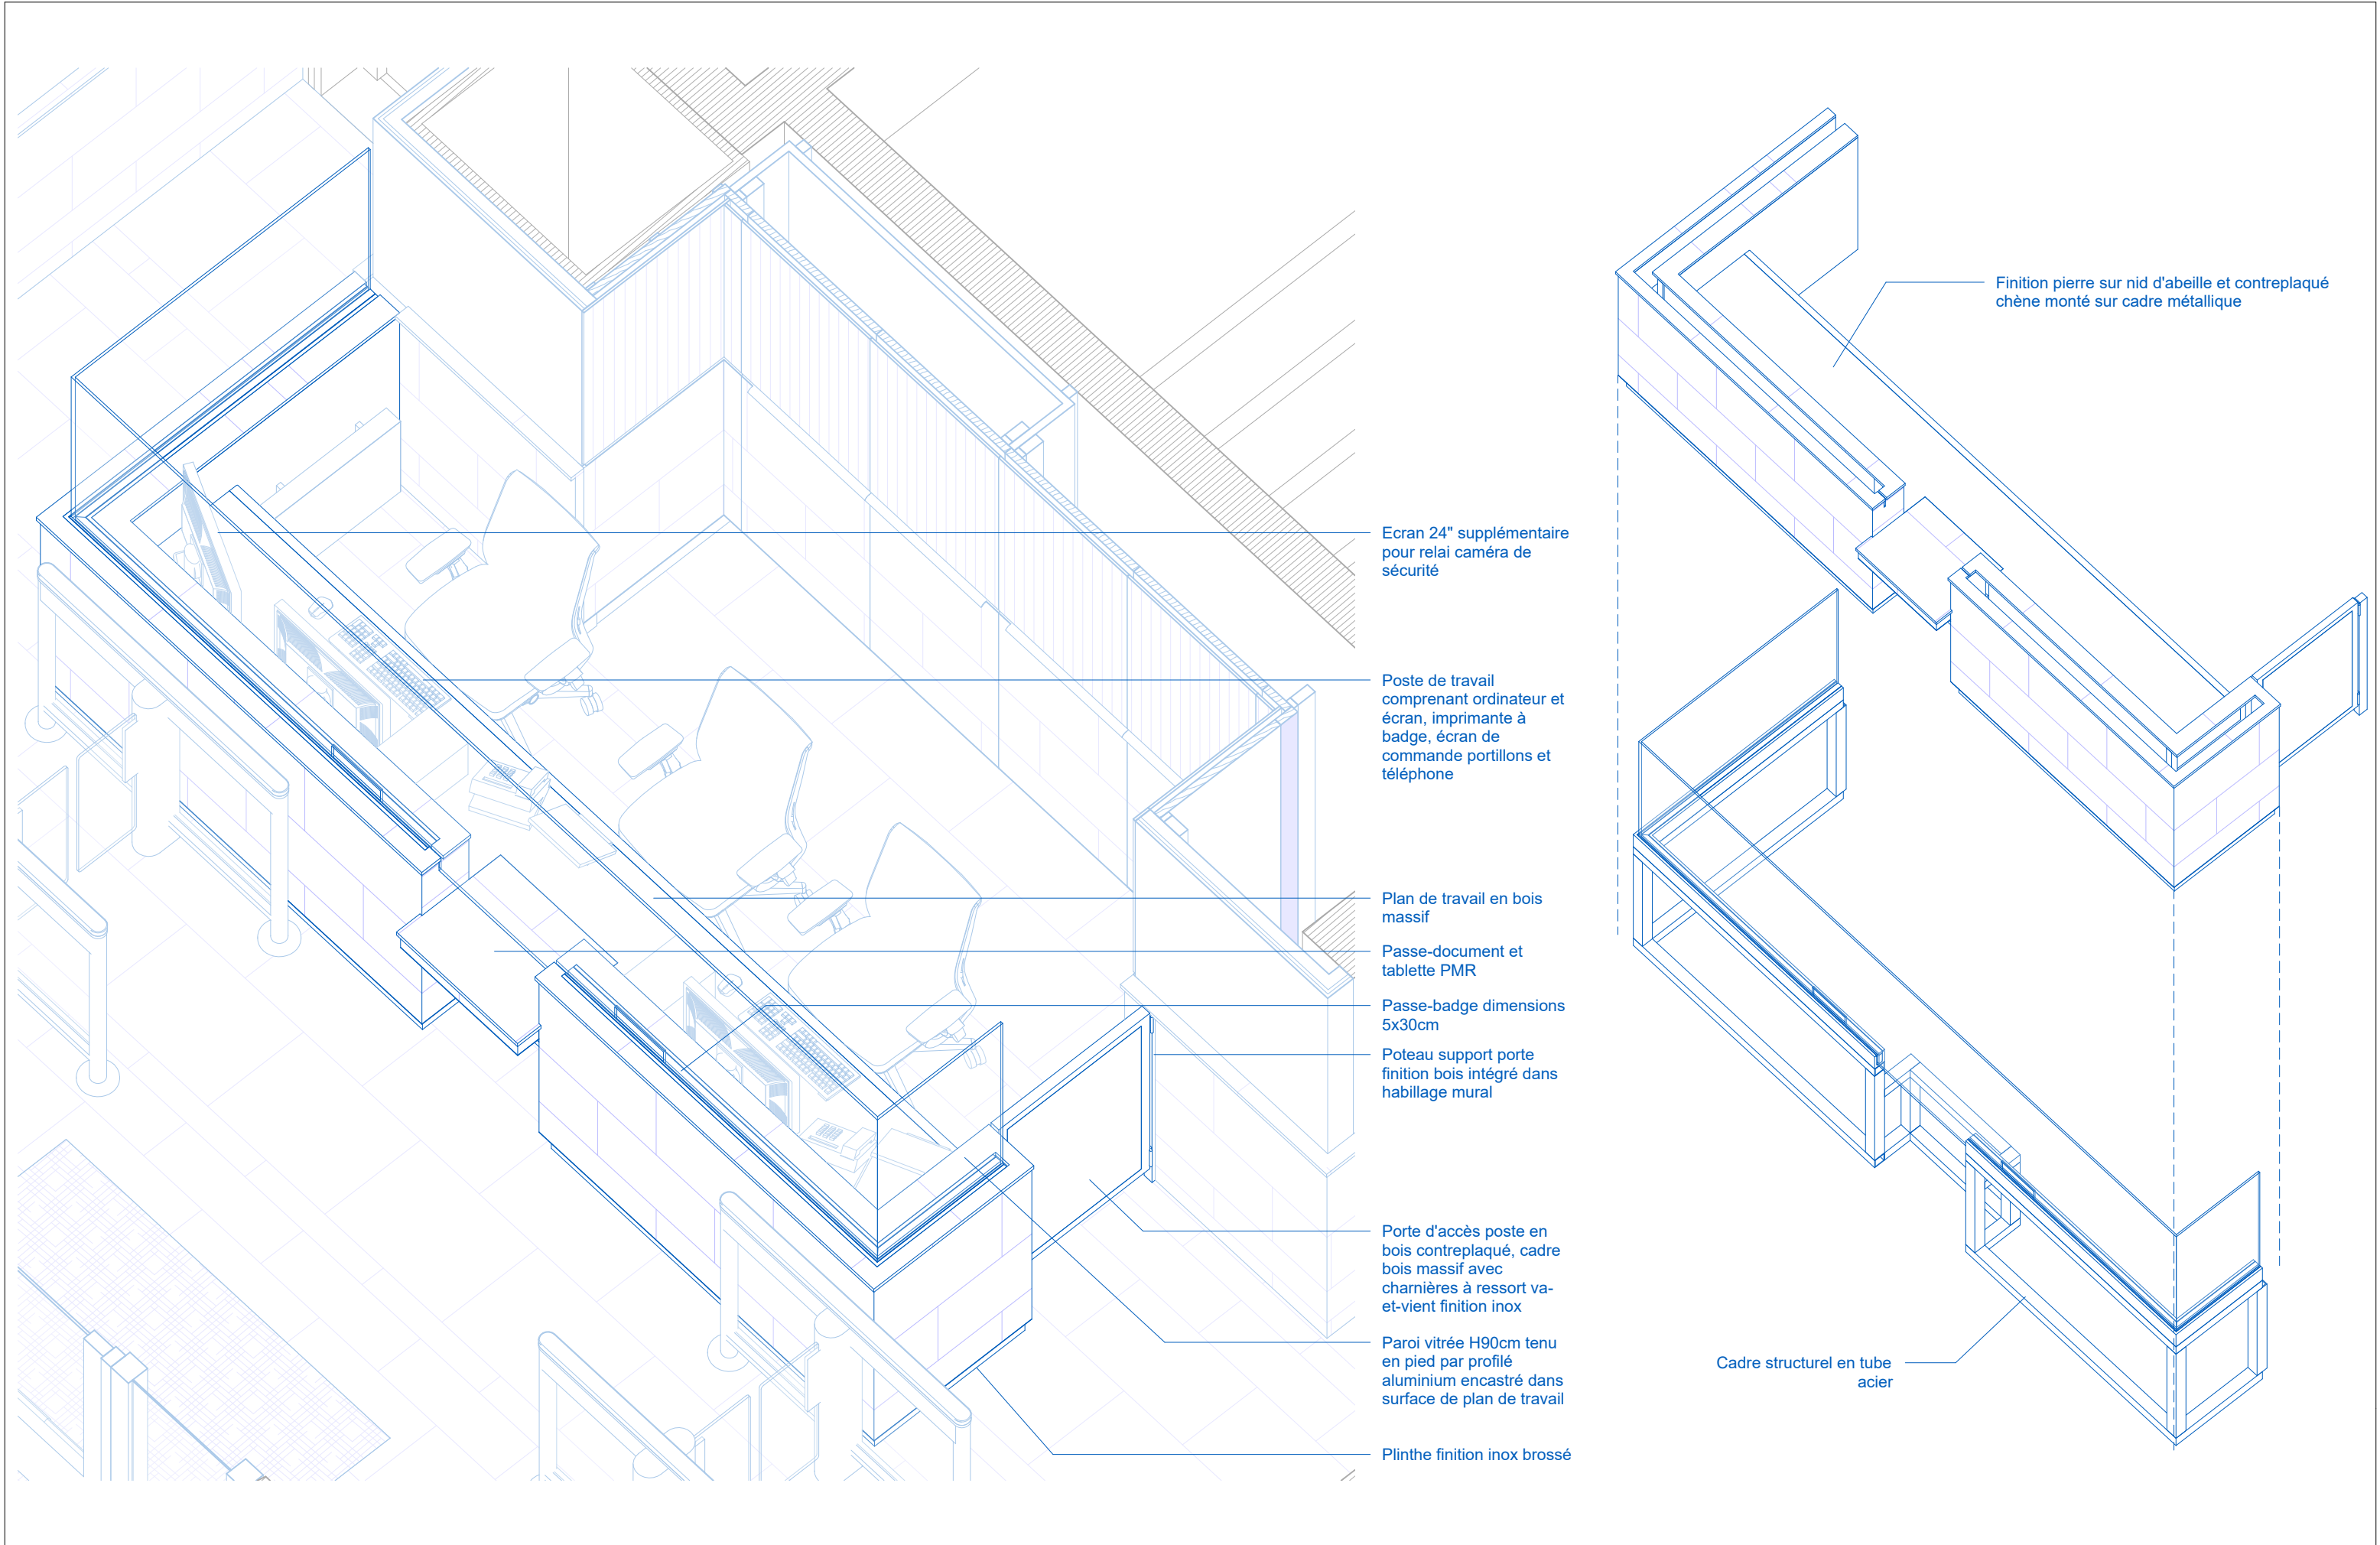 Finition pierre sur nid d'abeille et contreplaqué
chène monté sur cadre métallique
Ecran 24" supplémentaire
pour relai caméra de
sécurité
Poste de travail
comprenant ordinateur et
écran, imprimante à
badge, écran de
commande portillons et
téléphone
Plan de travail en bois
massif
Passe-document et
tablette PMR
Passe-badge dimensions
5x30cm
Poteau support porte
finition bois intégré dans
habillage mural
Porte d'accès poste en
bois contreplaqué, cadre
bois massif avec
charnières à ressort va-
et-vient finition inox
Paroi vitrée H90cm tenu
en pied par profilé
aluminium encastré dans
surface de plan de travail
Plinthe finition inox brossé
Cadre structurel en tube
acier